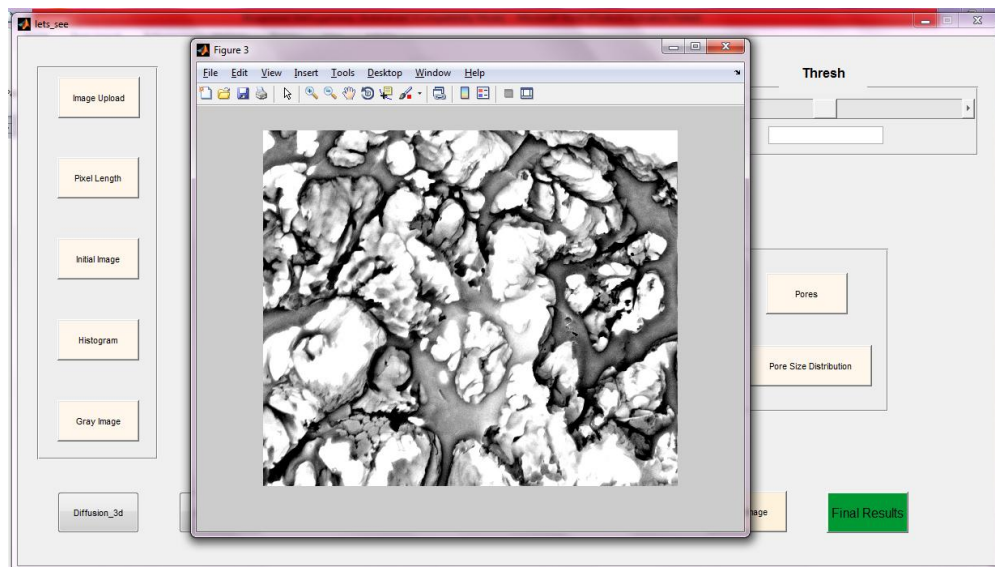 lets_see
Figure 3
File Edit View Insert Tools Desktop Window Help
Thresh
Image Upload
Pixel Length
Initial Image
Histogram
Gray Image
Pores
Pore Size Distribution
Diffusion_3d
mage
Final Results